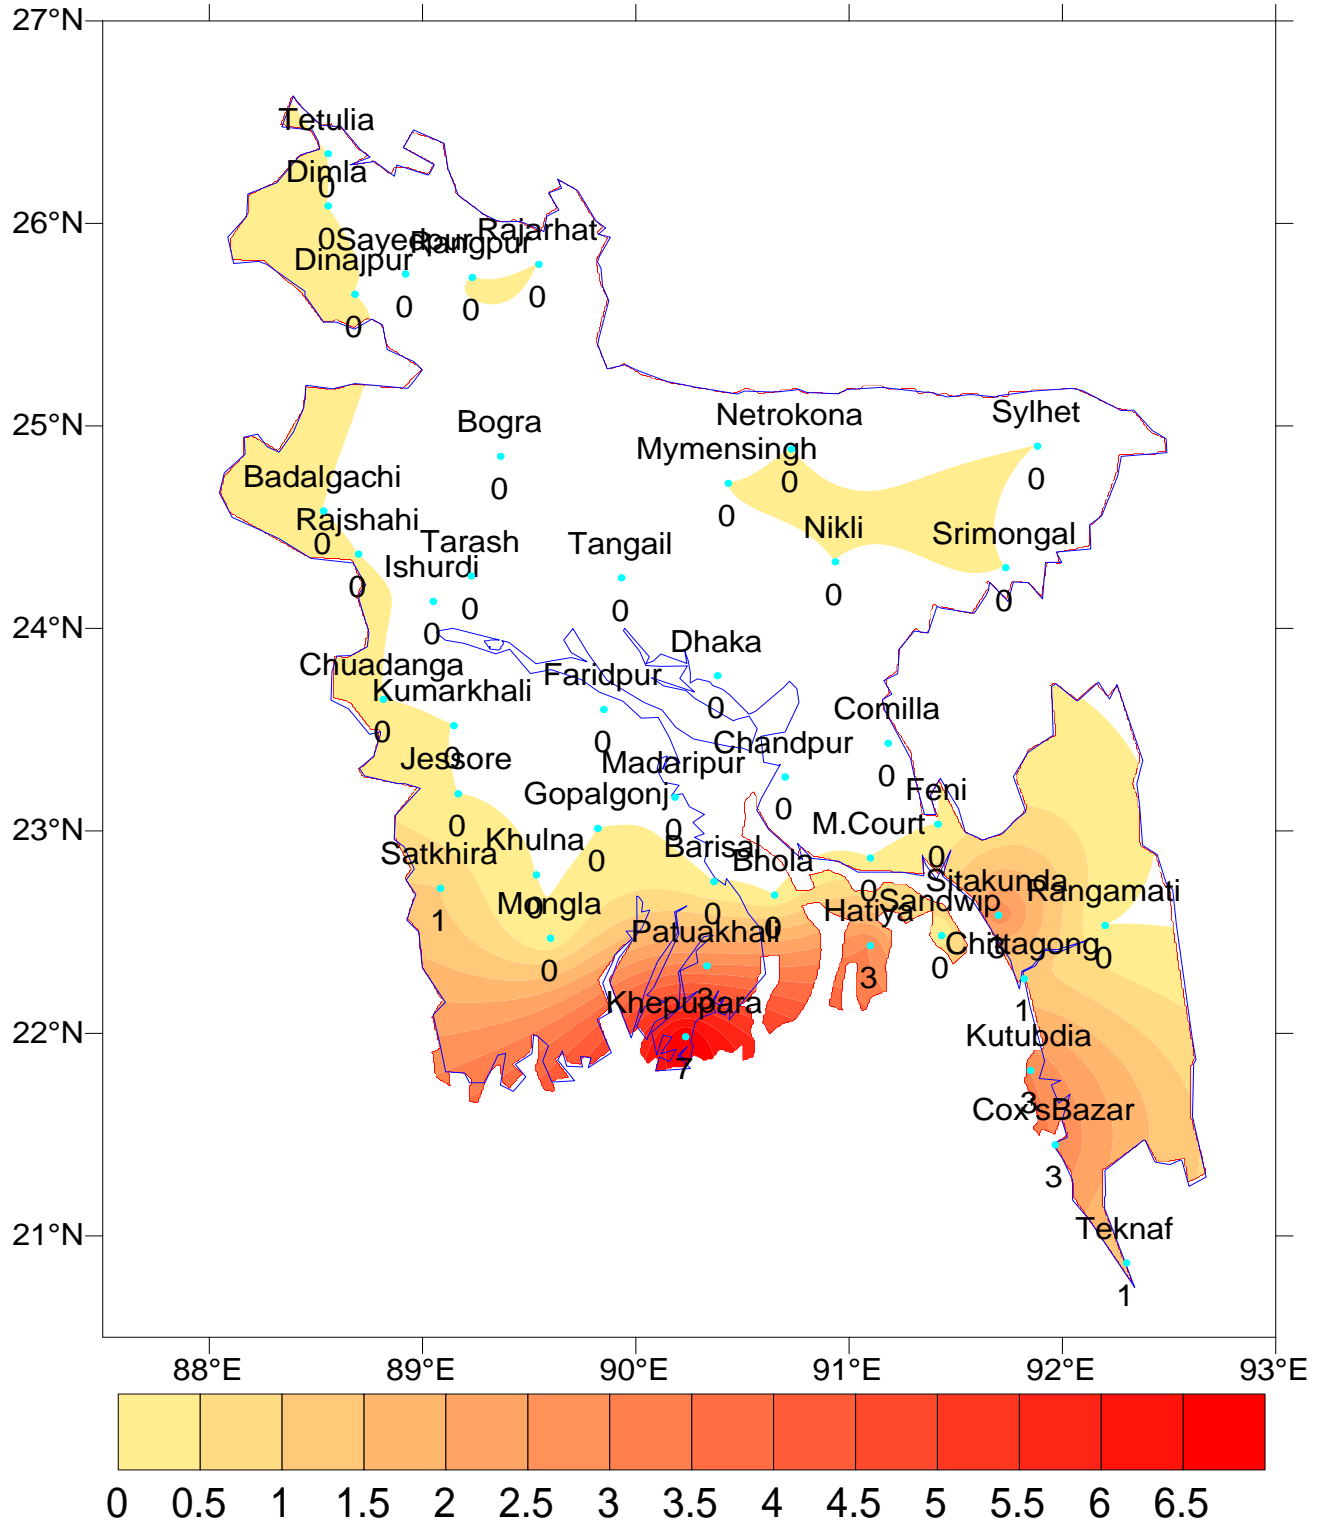 27°N
Tetulia
Dimla
0
26°N
0
Sayedpur
Rangpur
Rajarhat
Dinajpur
0
0
0
0
25°N
Bogra
Netrokona
Sylhet
Mymensingh
Badalgachi
0
0
0
0
Rajshahi
Tarash
Tangail
Nikli
Srimongal
0
Ishurdi
0
0
0
0
0
24°N
0
Dhaka
Chuadanga
Kumarkhali
Faridpur
0
Comilla
0
0
0
Chandpur
Jessore
Madaripur
0
Feni
Gopalgonj
0
23°N
0
0
M.Court
Khulna
Barisal
Satkhira
0
Bhola
0
Sitakunda
Rangamati
0
Mongla
Hatiya
Sandwip
0
0
0
1
Patuakhali
Chittagong
3
0
0
3
0
Khepupara
3
1
22°N
Kutubdia
7
3
Cox'sBazar
3
21°N
Teknaf
1
88°E
89°E
90°E
91°E
92°E
93°E
0 0.5 1 1.5 2 2.5 3 3.5 4 4.5 5 5.5 6 6.5